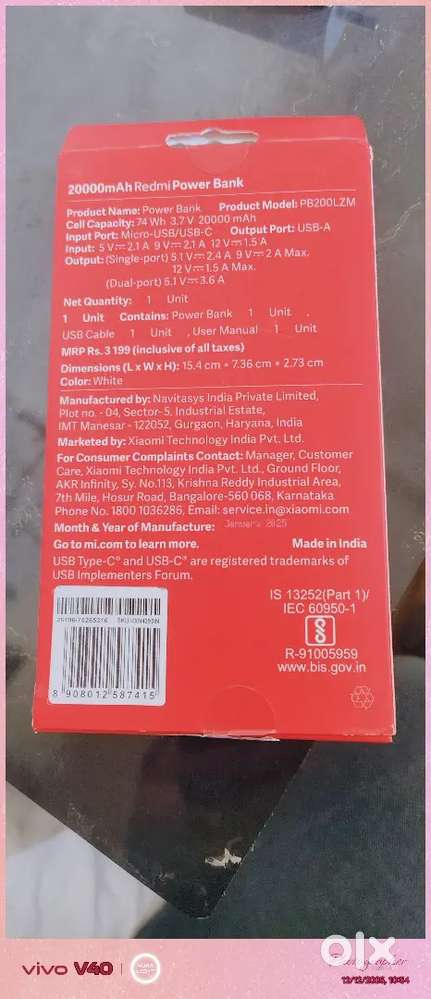 20000mAh Redmi Power Bank
Product Name: Power Bank Product Model: PB200LZM
Cell Capacity: 74 Wh 3.7 V 20000 mAh
Input Port: Micro-USB/USB-C Output Port: USB-A
Input: 5 V⎓2.1 A 9 V⎓2.1 A 12 V⎓1.5 A
Output: (Single-port) 5.1 V⎓2.4 A 9 V⎓2 A Max.
12 V⎓1.5 A Max.
(Dual-port) 5.1 V⎓3.6 A
Net Quantity: 1 Unit
1 Unit Contains: Power Bank 1 Unit ,
USB Cable 1 Unit , User Manual 1 Unit
MRP Rs. 3 199 (inclusive of all taxes)
Dimensions (L x W x H): 15.4 cm * 7.36 cm * 2.73 cm
Color: White
Manufactured by: Navitasys India Private Limited,
Plot no. - 04, Sector-5, Industrial Estate,
IMT Manesar - 122052, Gurgaon, Haryana, India
Marketed by: Xiaomi Technology India Pvt. Ltd.
For Consumer Complaints Contact: Manager, Customer
Care, Xiaomi Technology India Pvt. Ltd., Ground Floor,
AKR Infinity, Sy. No.113, Krishna Reddy Industrial Area,
7th Mile, Hosur Road, Bangalore-560 068, Karnataka
Phone No. 1800 1036286, Email: service.in@xiaomi.com
Month & Year of Manufacture: January 2025
Go to mi.com to learn more. Made in India
USB Type-C® and USB-C® are registered trademarks of
USB Implementers Forum.
IS 13252(Part 1)/
IEC 60950-1
R-91005959
www.bis.gov.in
8 908012 587415
vivo V40
AURA LIGHT
olx
12/12/2025, 10:54